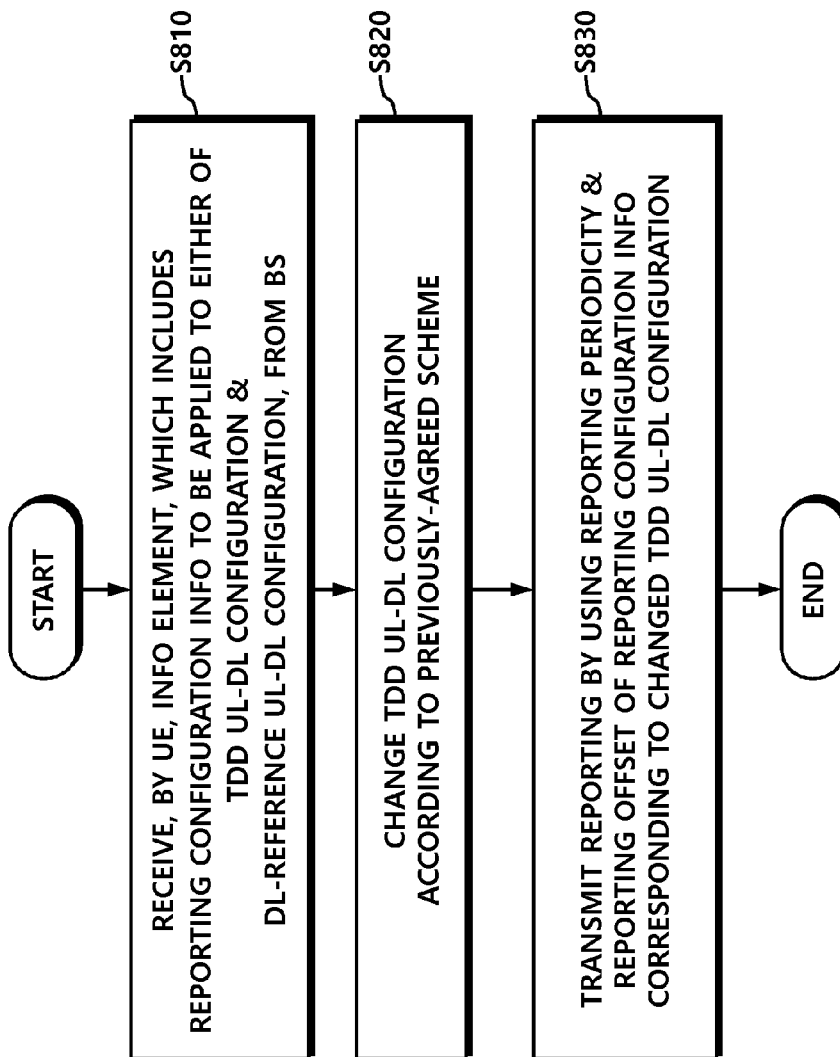 START
RECEIVE, BY UE, INFO ELEMENT, WHICH INCLUDES
REPORTING CONFIGURATION INFO TO BE APPLIED TO EITHER OF
TDD UL-DL CONFIGURATION &
DL-REFERENCE UL-DL CONFIGURATION, FROM BS
S810
CHANGE TDD UL-DL CONFIGURATION
ACCORDING TO PREVIOUSLY-AGREED SCHEME
S820
TRANSMIT REPORTING BY USING REPORTING PERIODICITY &
REPORTING OFFSET OF REPORTING CONFIGURATION INFO
CORRESPONDING TO CHANGED TDD UL-DL CONFIGURATION
S830
END